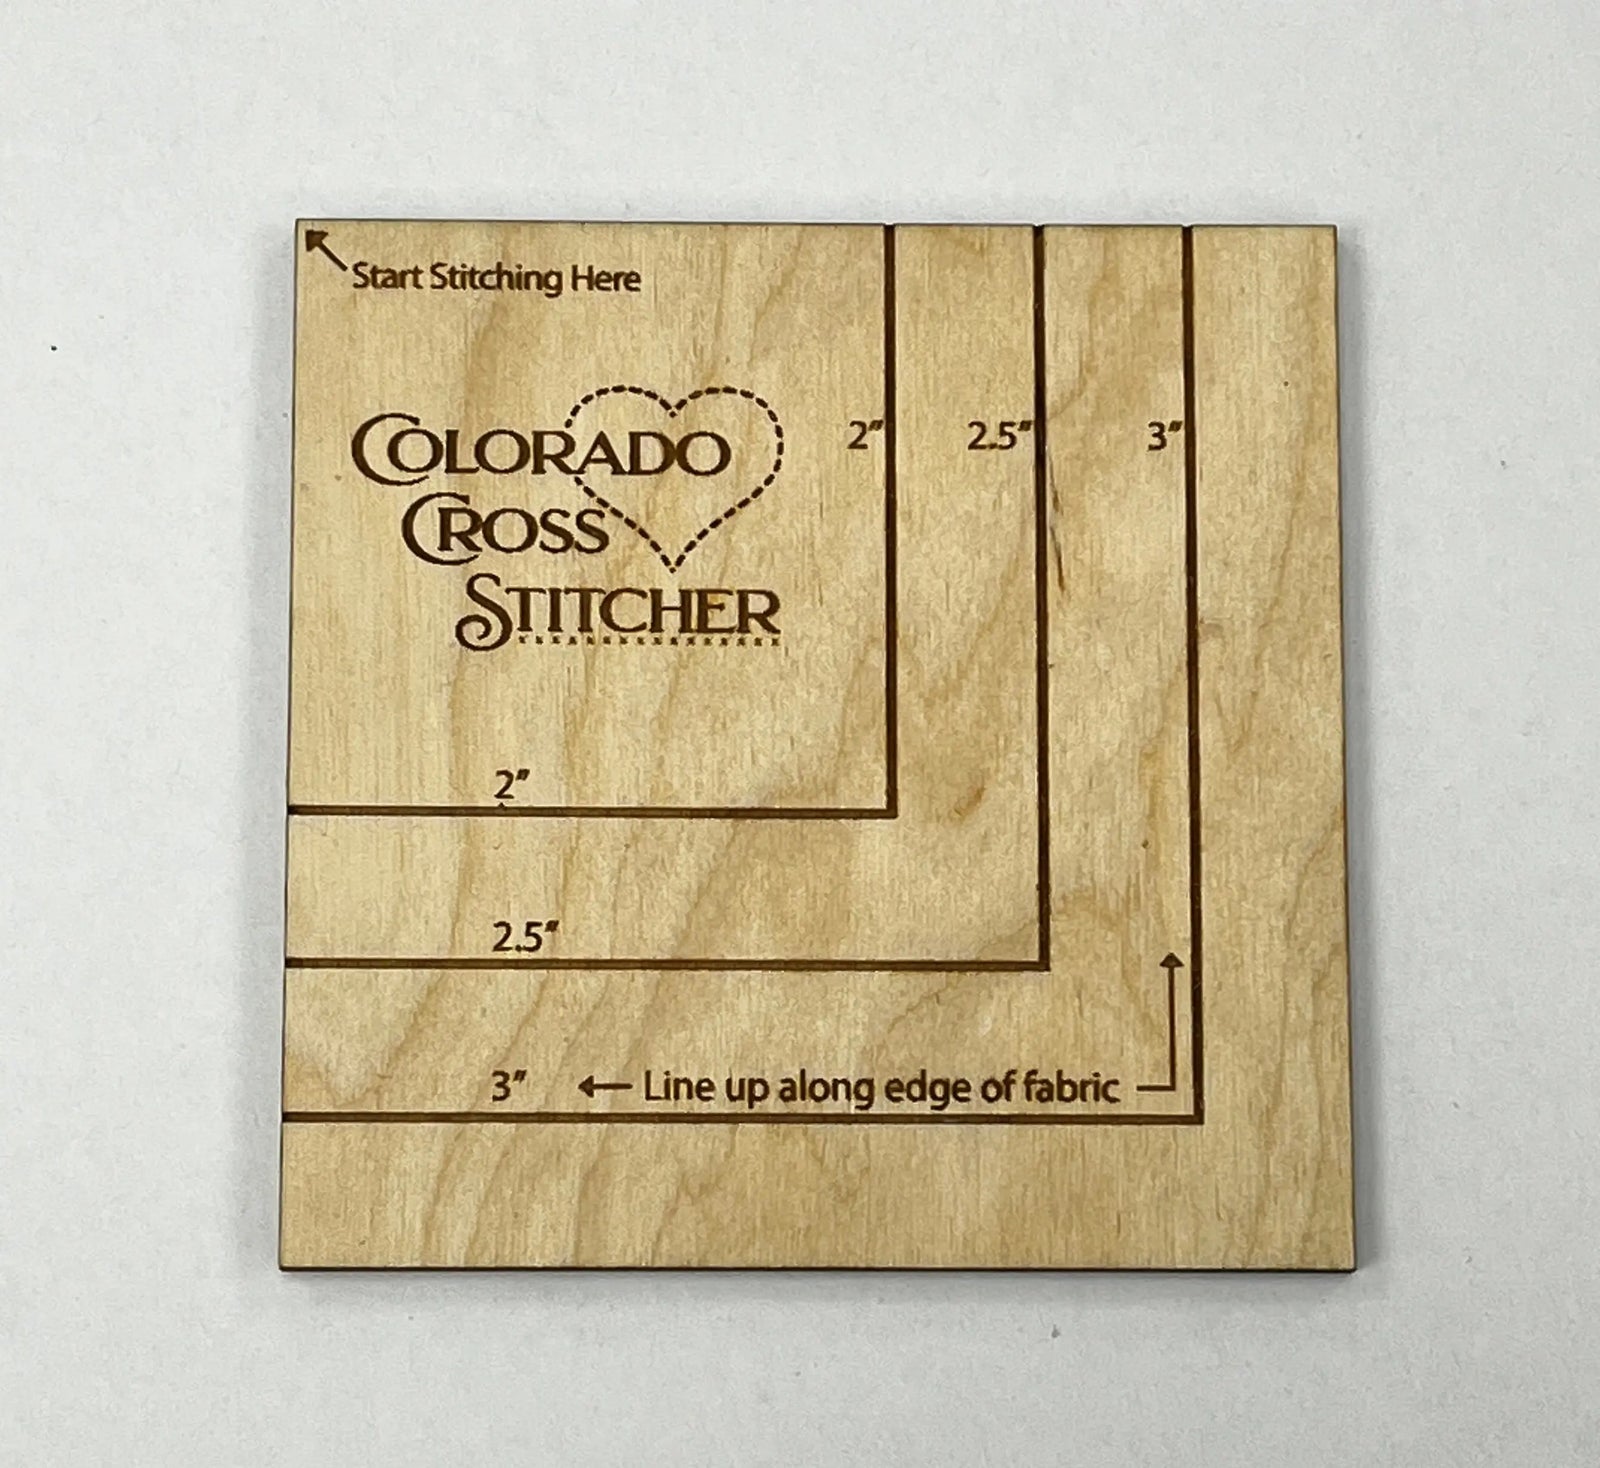 Start Stitching Here
COLORADO
CROSS
STITCHER
2"
2.5"
3"
2"
2.5"
3"
Line up along edge of fabric